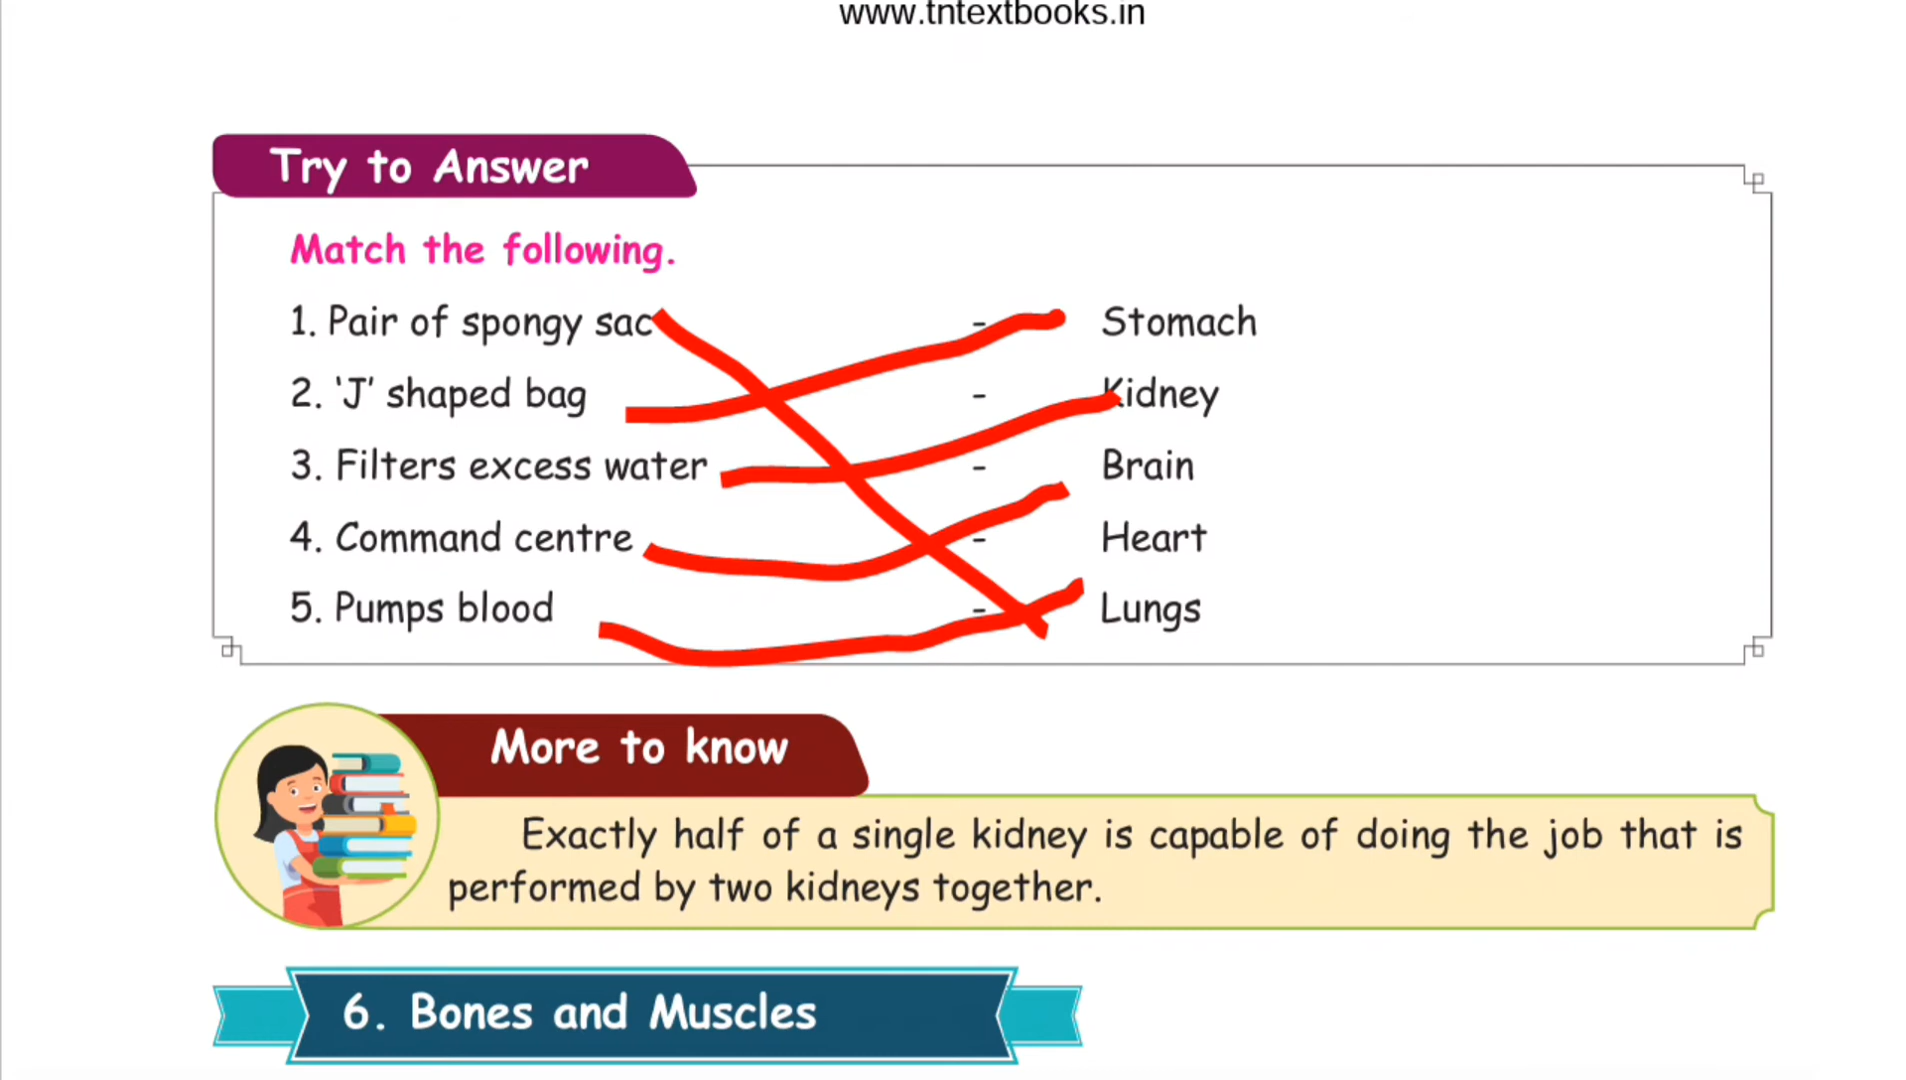 www.tntextbooks.in
Try to Answer
Match the following.
1. Pair of spongy sac - Stomach
2. ‘J’ shaped bag - Kidney
3. Filters excess water - Brain
4. Command centre - Heart
5. Pumps blood - Lungs
More to know
Exactly half of a single kidney is capable of doing the job that is
performed by two kidneys together.
6. Bones and Muscles